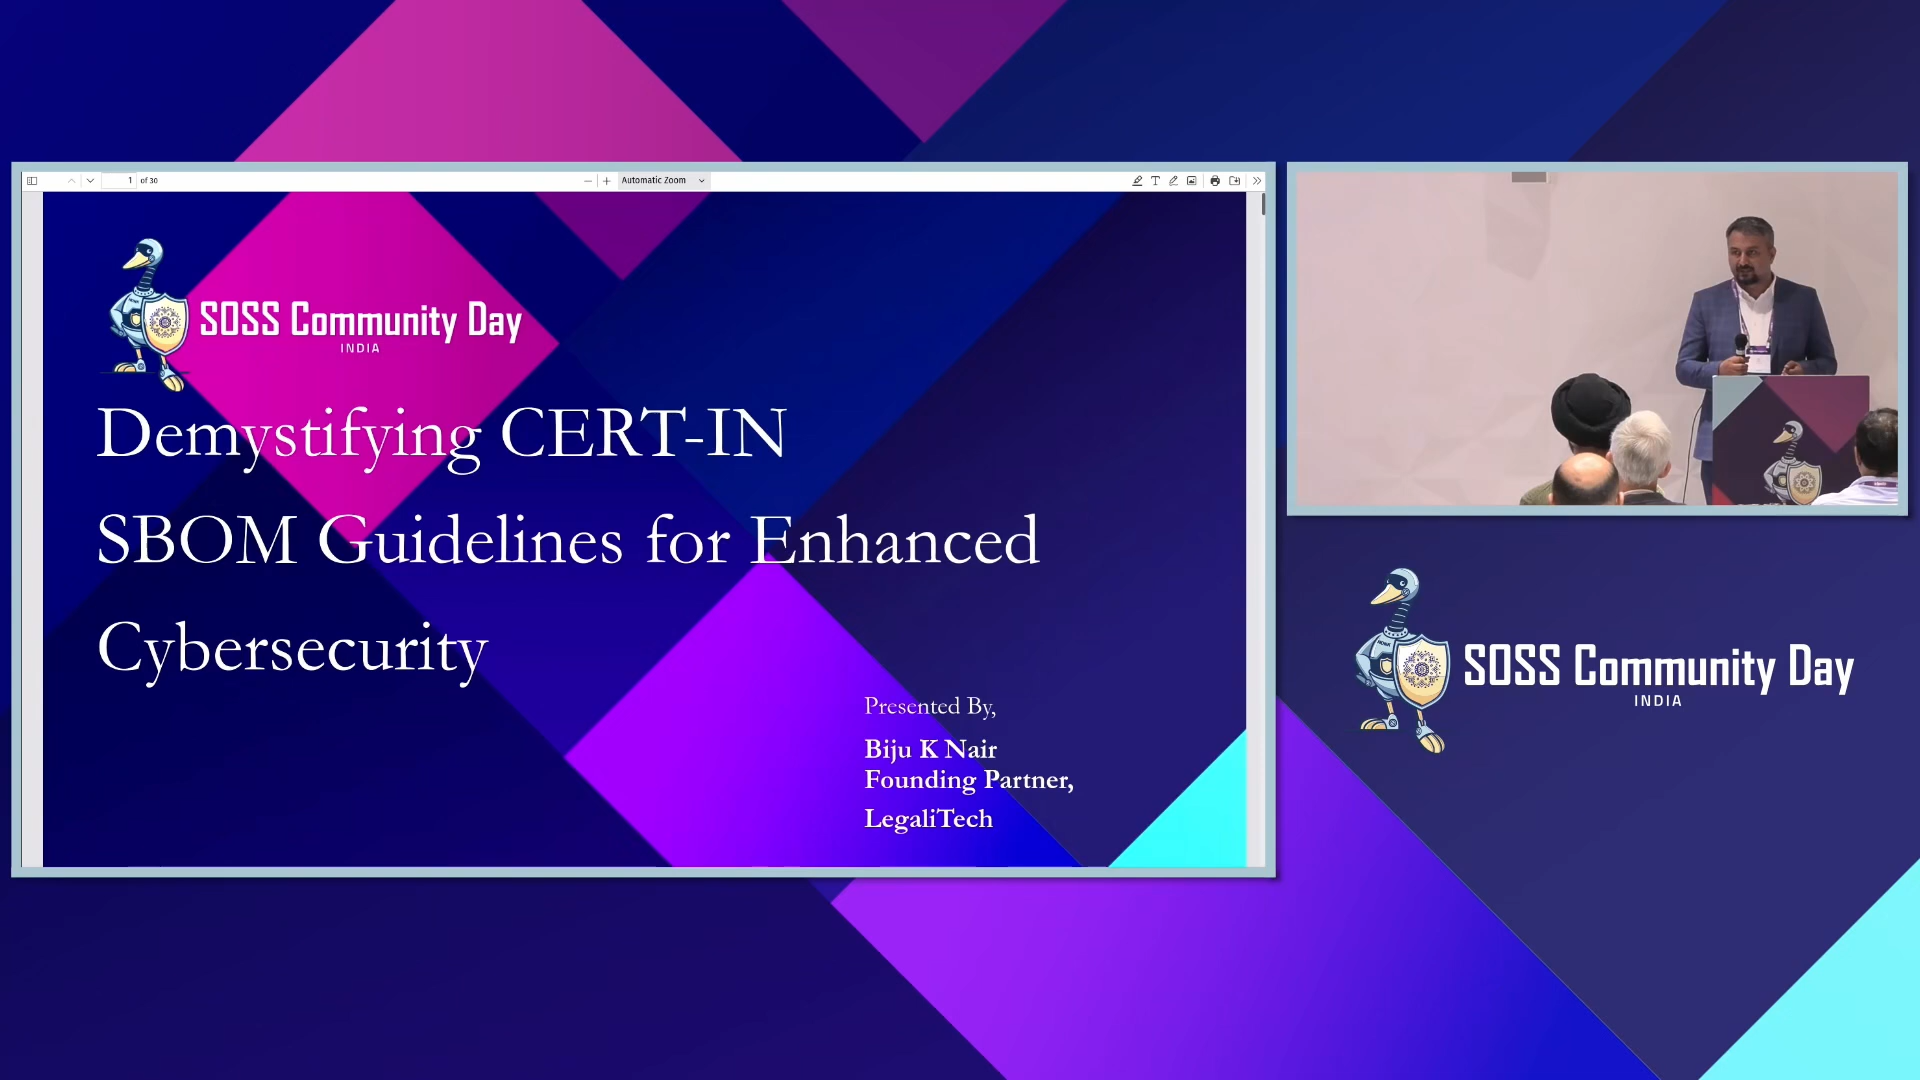 1 of 30
Automatic Zoom
SOSS Community Day
INDIA
Demystifying CERT-IN
SBOM Guidelines for Enhanced
Cybersecurity
Presented By,
Biju K Nair
Founding Partner,
LegaliTech
SOSS Community Day
INDIA